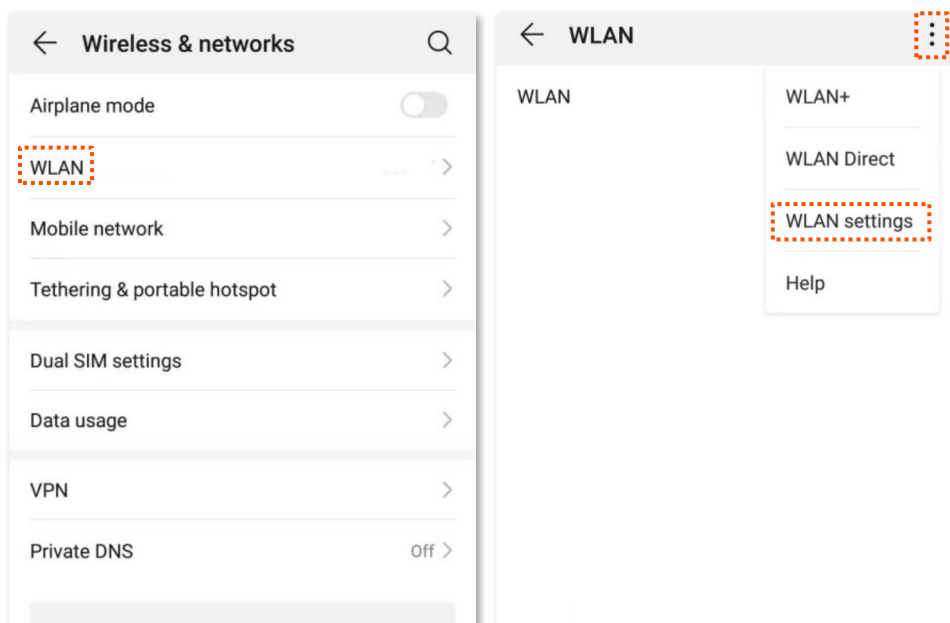 Wireless & networks
Airplane mode
WLAN
Mobile network
Tethering & portable hotspot
Dual SIM settings
Data usage
VPN
Private DNS
Off
WLAN
WLAN
WLAN+
WLAN Direct
WLAN settings
Help